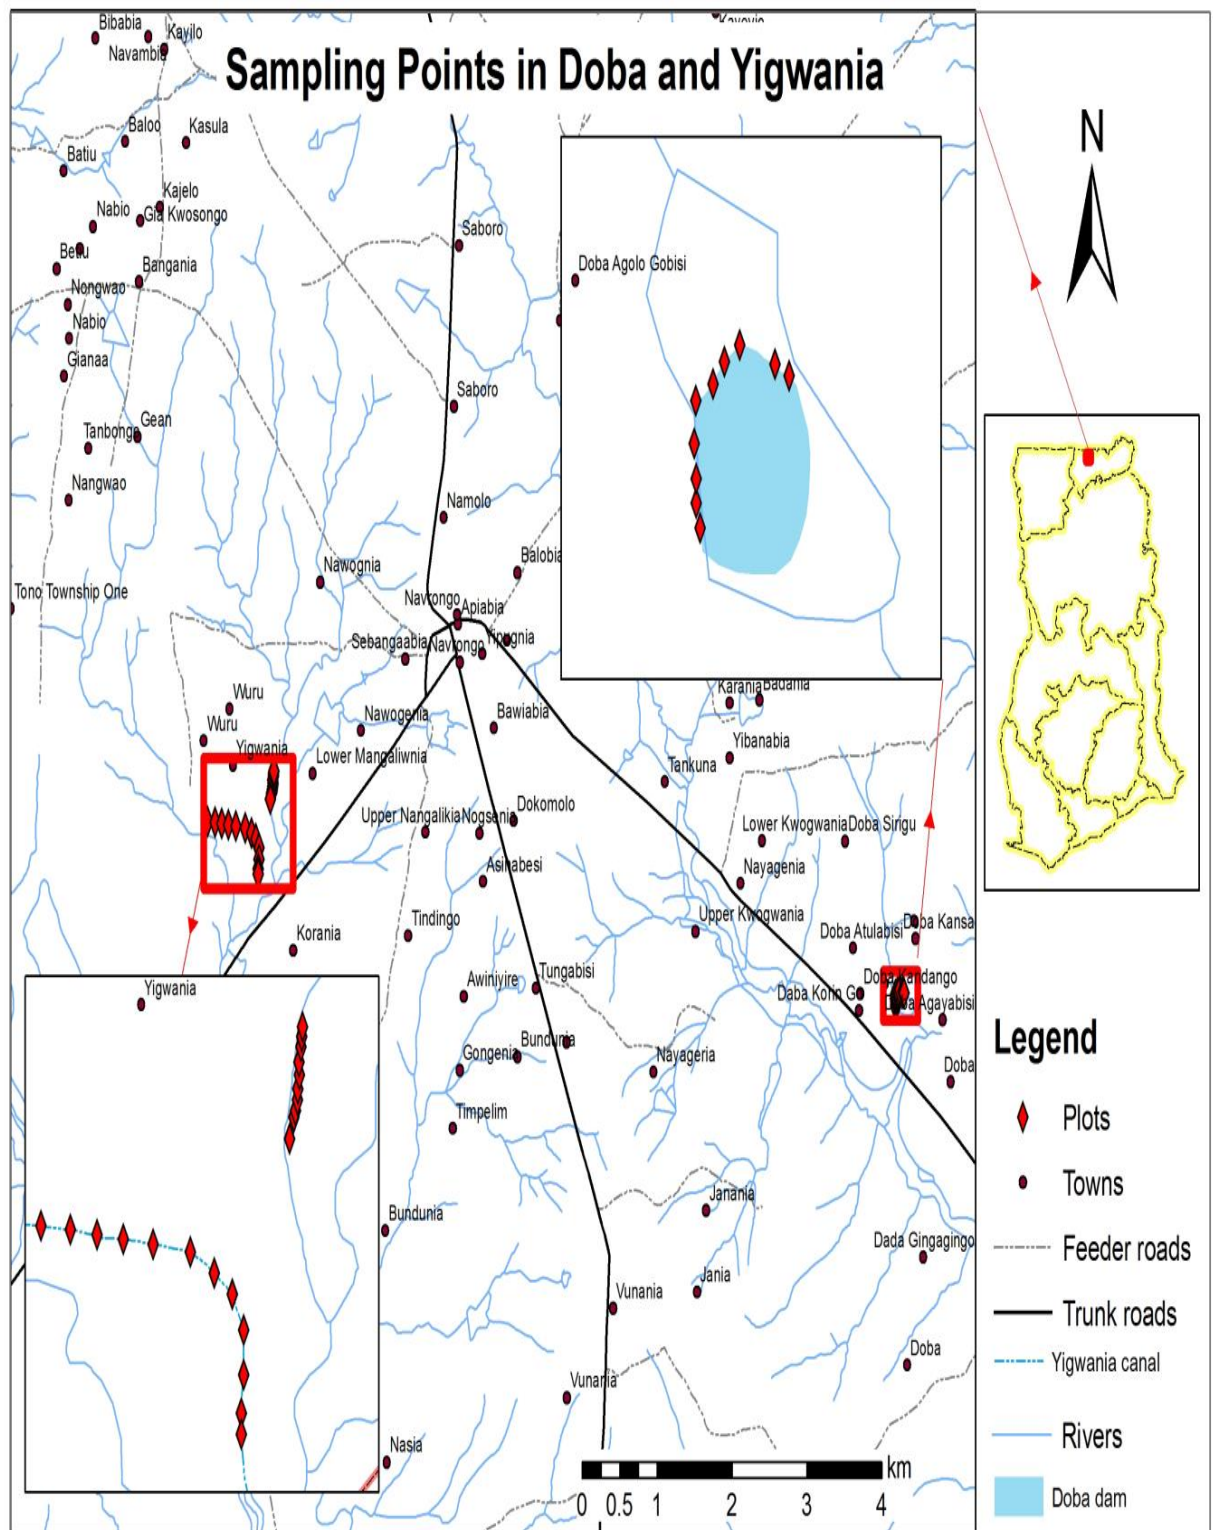 Bibabia
Kayilo
Navambia
Sampling Points in Doba and Yigwania
N
Baloo
Kasula
Batiu
Kajelo
Nabio
Gia Kwosongo
Saboro
Bangania
Doba Agolo Gobisi
Nongwao
Nabio
Gianaa
Saboro
Gean
Tanbongo
Nangwao
Namolo
Balobia
Nawognia
Tono Township One
Navrongo
Apiabia
Sebangaabia
Navrongo
Wuru
Karania
Badania
Nawogenia
Bawiabia
Wuru
Yigwania
Yibanabia
Lower Mangaliwnia
Tankuna
Upper Nangalikia
Nogsenia
Dokomolo
Lower Kwogwania
Doba Sirigu
Asinabesi
Nayagenia
Tindingo
Upper Kwogwania
Doba Kansa
Korania
Doba Atulabisi
Awiniyire
Tungabisi
Doba Kandango
Yigwania
Daba Korin G
Doba Agayabisi
Legend
Gongenia
Bundunia
Nayageria
Doba
Plots
Timpelim
Towns
Bundunia
Janania
Dada Gingagingo
Feeder roads
Jania
Vunania
Trunk roads
Doba
Yigwania canal
Vunania
Nasia
Rivers
km
0 0.5 1 2 3 4
Doba dam